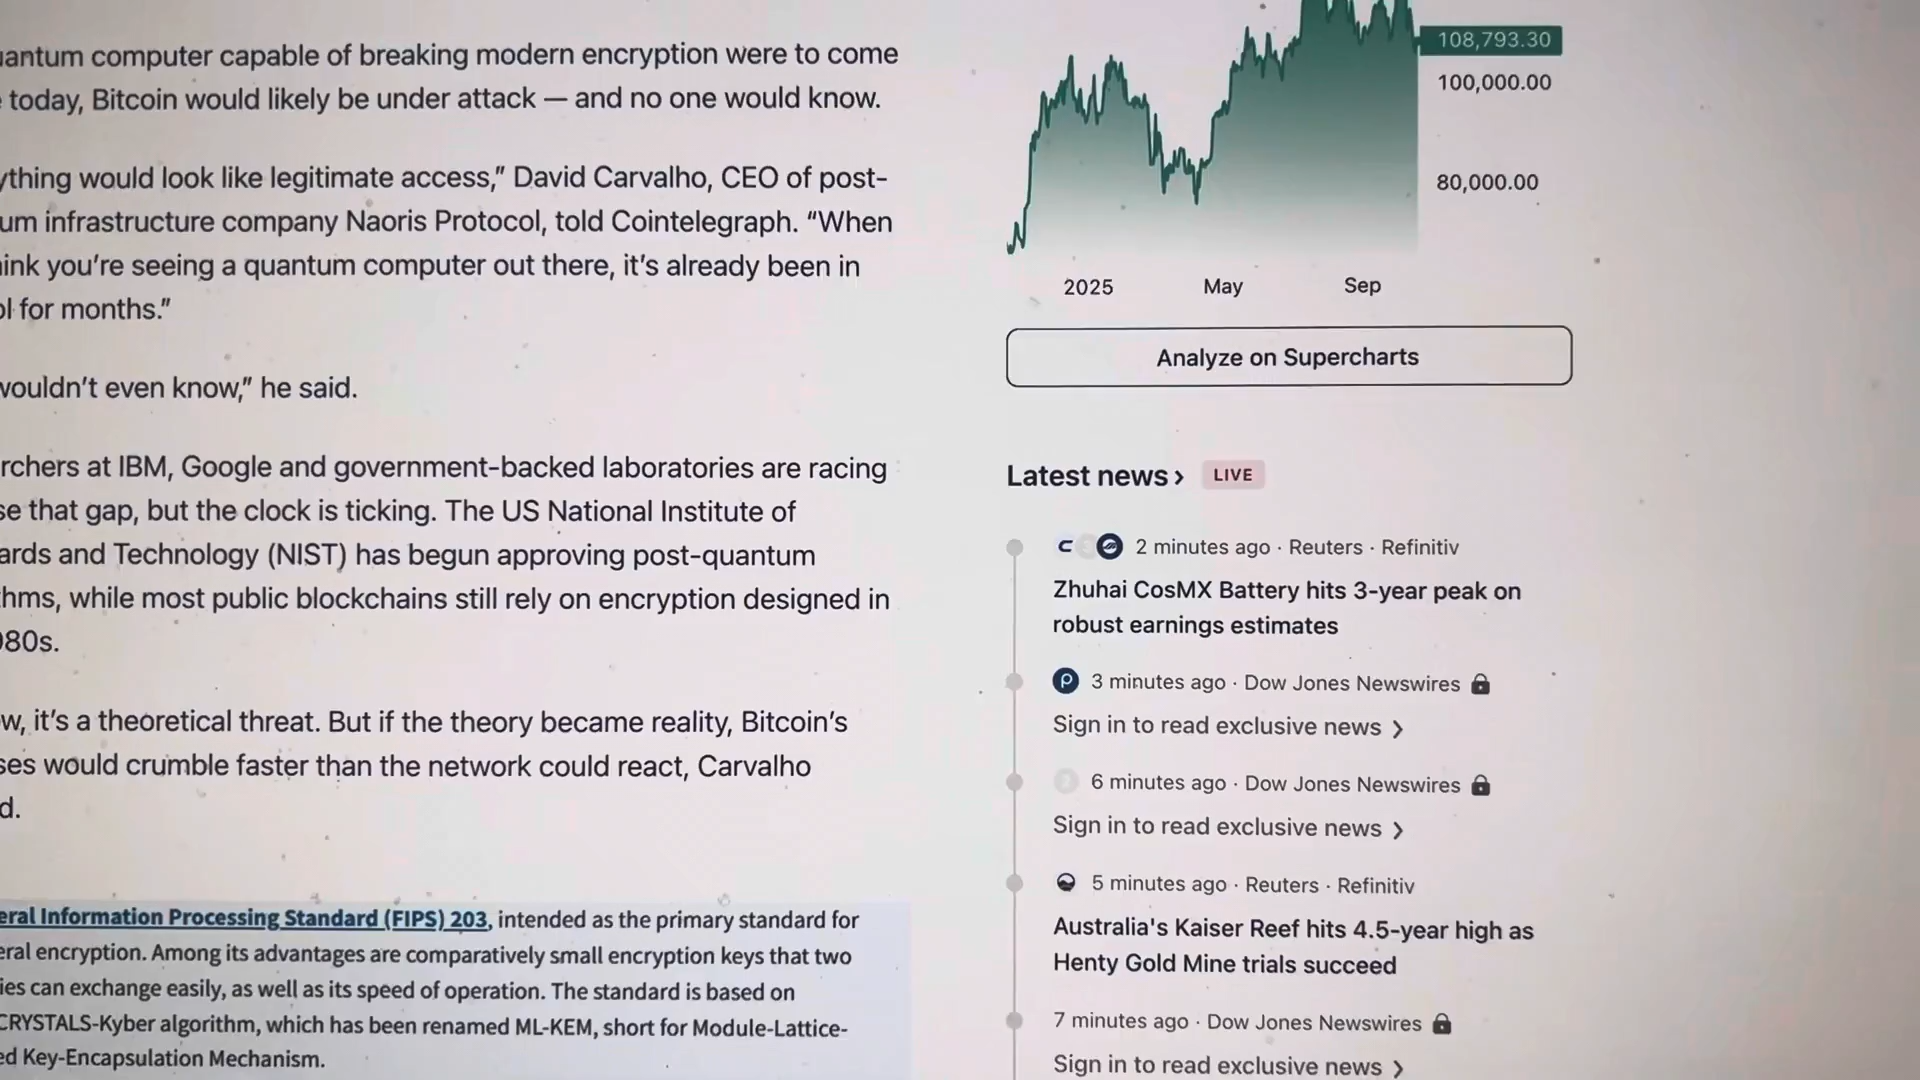 antum computer capable of breaking modern encryption were to come
today, Bitcoin would likely be under attack — and no one would know.
ything would look like legitimate access,” David Carvalho, CEO of post-
um infrastructure company Naoris Protocol, told Cointelegraph. “When
ink you’re seeing a quantum computer out there, it’s already been in
ol for months.”
wouldn’t even know,” he said.
rchers at IBM, Google and government-backed laboratories are racing
se that gap, but the clock is ticking. The US National Institute of
ards and Technology (NIST) has begun approving post-quantum
hms, while most public blockchains still rely on encryption designed in
980s.
w, it’s a theoretical threat. But if the theory became reality, Bitcoin’s
ses would crumble faster than the network could react, Carvalho
d.
eral Information Processing Standard (FIPS) 203, intended as the primary standard for
eral encryption. Among its advantages are comparatively small encryption keys that two
ies can exchange easily, as well as its speed of operation. The standard is based on
CRYSTALS-Kyber algorithm, which has been renamed ML-KEM, short for Module-Lattice-
ed Key-Encapsulation Mechanism.
108,793.30
100,000.00
80,000.00
2025 May Sep
Analyze on Supercharts
Latest news › LIVE
2 minutes ago · Reuters · Refinitiv
Zhuhai CosMX Battery hits 3-year peak on
robust earnings estimates
3 minutes ago · Dow Jones Newswires
Sign in to read exclusive news ›
6 minutes ago · Dow Jones Newswires
Sign in to read exclusive news ›
5 minutes ago · Reuters · Refinitiv
Australia's Kaiser Reef hits 4.5-year high as
Henty Gold Mine trials succeed
7 minutes ago · Dow Jones Newswires
Sign in to read exclusive news ›